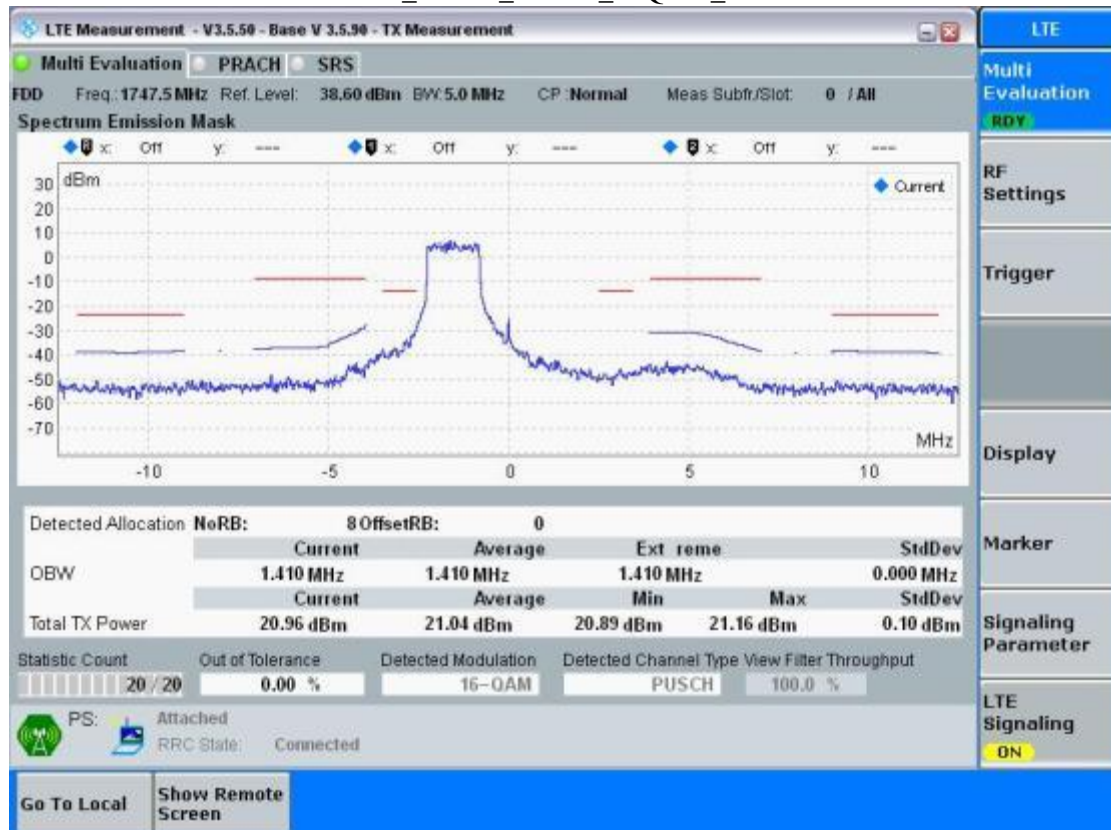 LTE Measurement - V3.5.50 - Base V 3.5.90 - TX Measurement
LTE
Multi Evaluation PRACH SRS
Multi
Evaluation
RDY
FDD Freq.: 1747.5 MHz Ref. Level: 38.60 dBm BW: 5.0 MHz CP :Normal Meas Subfr./Slot: 0 / All
Spectrum Emission Mask
x: Off y: --- x: Off y: --- x: Off y: ---
dBm
Current
30
20
10
0
-10
-20
-30
-40
-50
-60
-70
MHz
-10 -5 0 5 10
RF
Settings
Trigger
Display
Marker
Signaling
Parameter
LTE
Signaling
ON
Detected Allocation NoRB: 8 OffsetRB: 0
Current Average Ext reme StdDev
OBW 1.410 MHz 1.410 MHz 1.410 MHz 0.000 MHz
Current Average Min Max StdDev
Total TX Power 20.96 dBm 21.04 dBm 20.89 dBm 21.16 dBm 0.10 dBm
Statistic Count Out of Tolerance Detected Modulation Detected Channel Type View Filter Throughput
20 / 20 0.00 % 16-QAM PUSCH 100.0 %
PS: Attached
RRC State: Connected
Go To Local
Show Remote
Screen